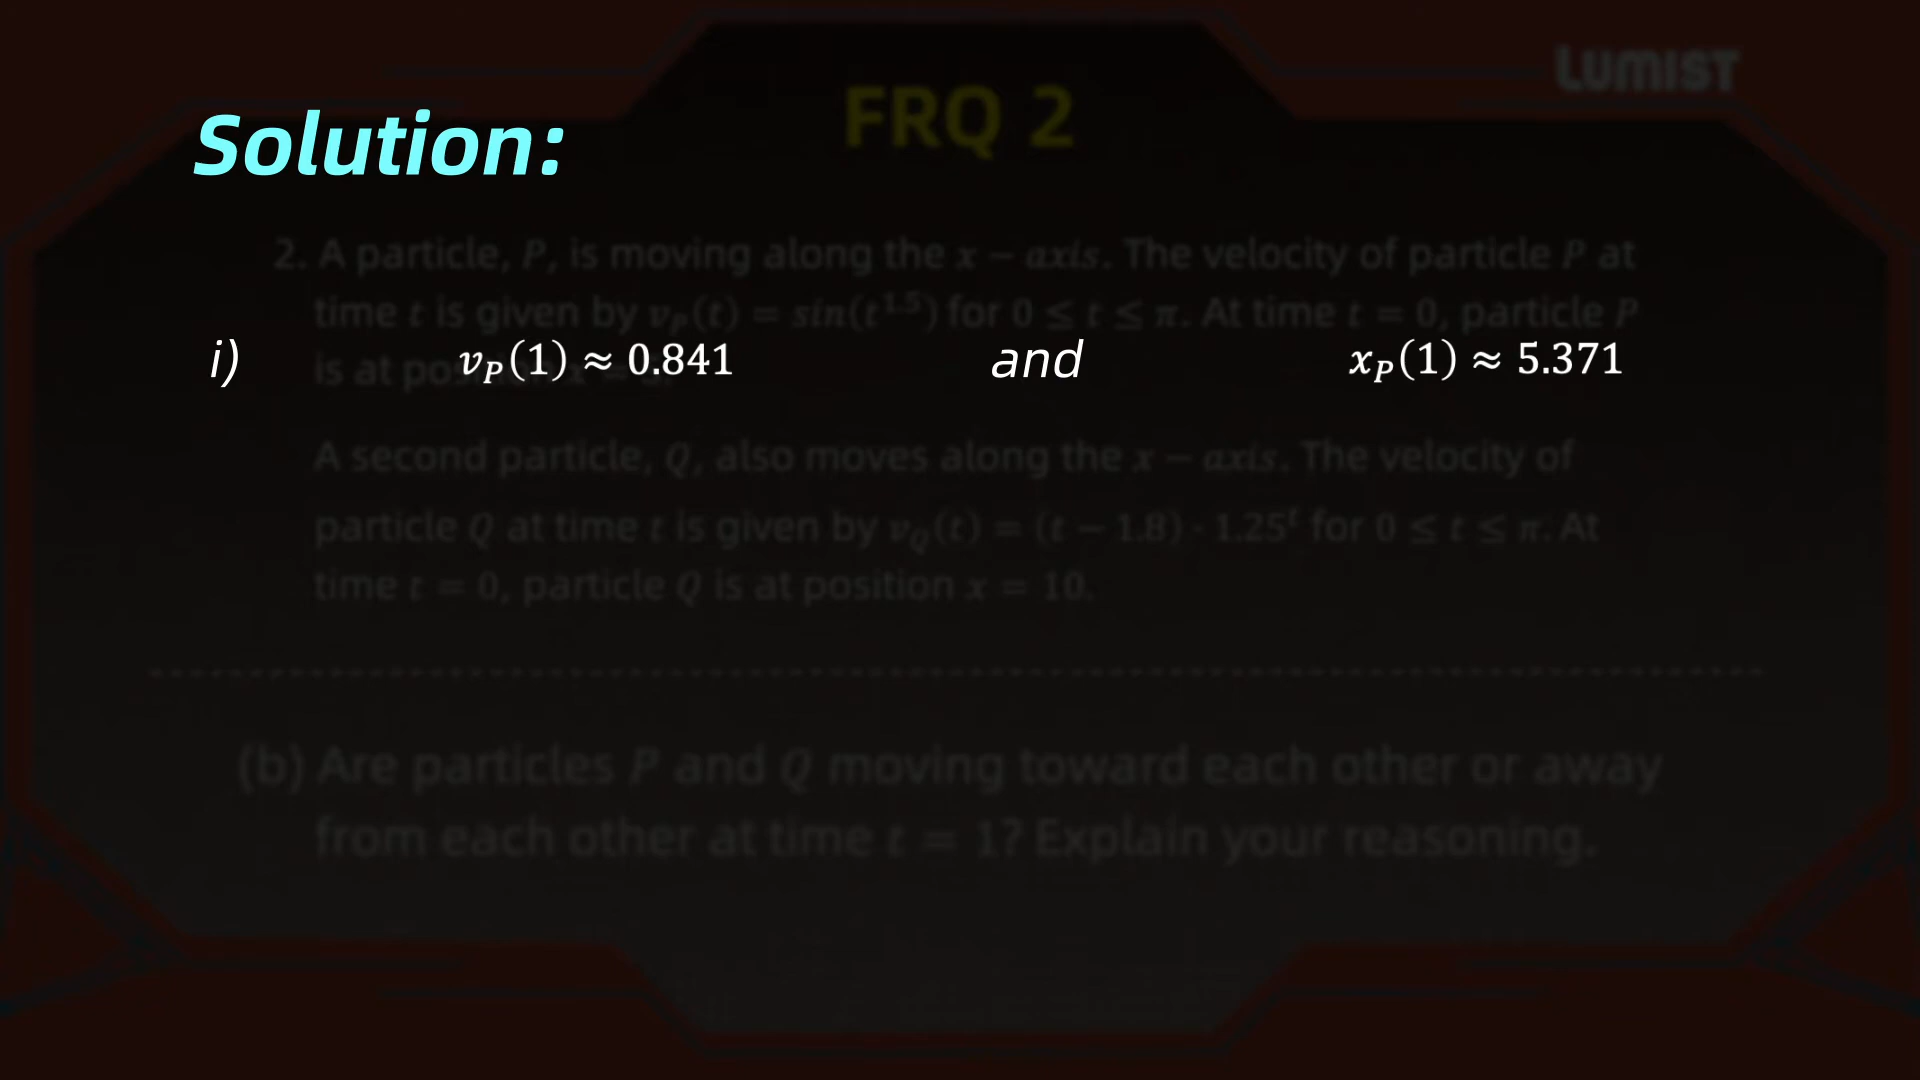 LUMIST
FRQ 2
Solution:
2. A particle, P, is moving along the x − axis. The velocity of particle P at
time t is given by v_P(t) = sin(t^1.5) for 0 ≤ t ≤ π. At time t = 0, particle P
is at
i) v_P(1) ≈ 0.841 and x_P(1) ≈ 5.371
A second particle, Q, also moves along the x − axis. The velocity of
particle Q at time t is given by v_Q(t) = (t − 1.8) · 1.25^t for 0 ≤ t ≤ π. At
time t = 0, particle Q is at position x = 10.
(b) Are particles P and Q moving toward each other or away
from each other at time t = 1? Explain your reasoning.